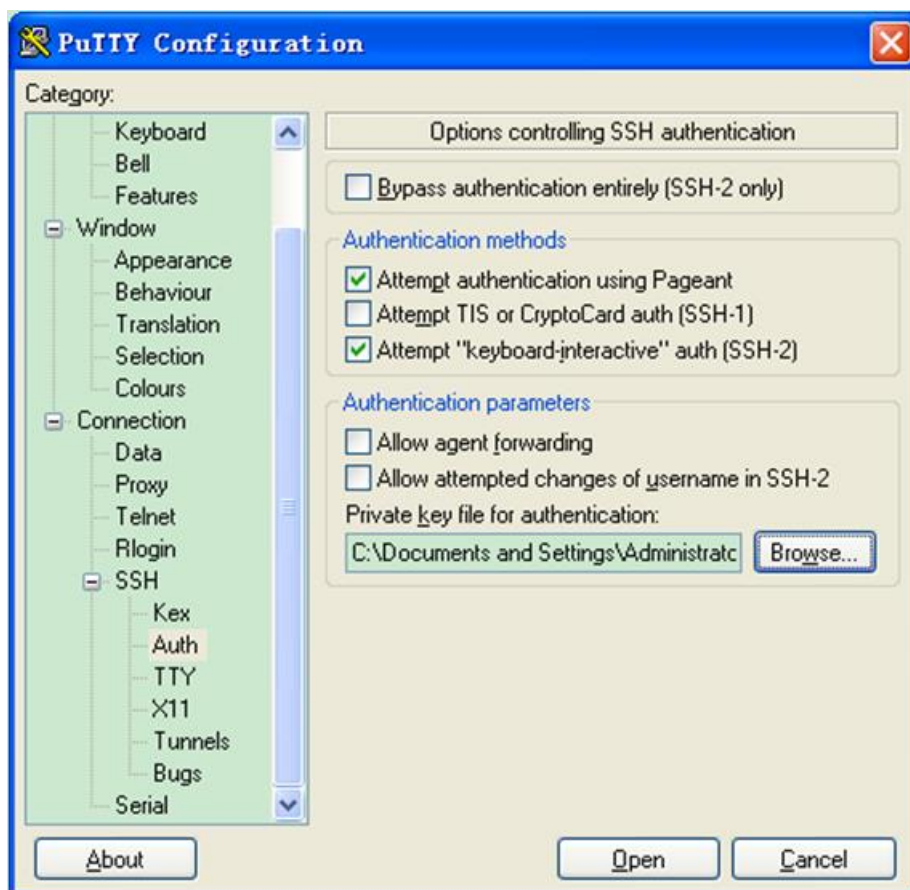 PuTTY Configuration
Category:
Keyboard
Bell
Features
Window
Appearance
Behaviour
Translation
Selection
Colours
Connection
Data
Proxy
Telnet
Rlogin
SSH
Kex
Auth
TTY
X11
Tunnels
Bugs
Serial
Options controlling SSH authentication
Bypass authentication entirely (SSH-2 only)
Authentication methods
Attempt authentication using Pageant
Attempt TIS or CryptoCard auth (SSH-1)
Attempt "keyboard-interactive" auth (SSH-2)
Authentication parameters
Allow agent forwarding
Allow attempted changes of username in SSH-2
Private key file for authentication:
C:\Documents and Settings\Administratc
Browse...
About
Open
Cancel